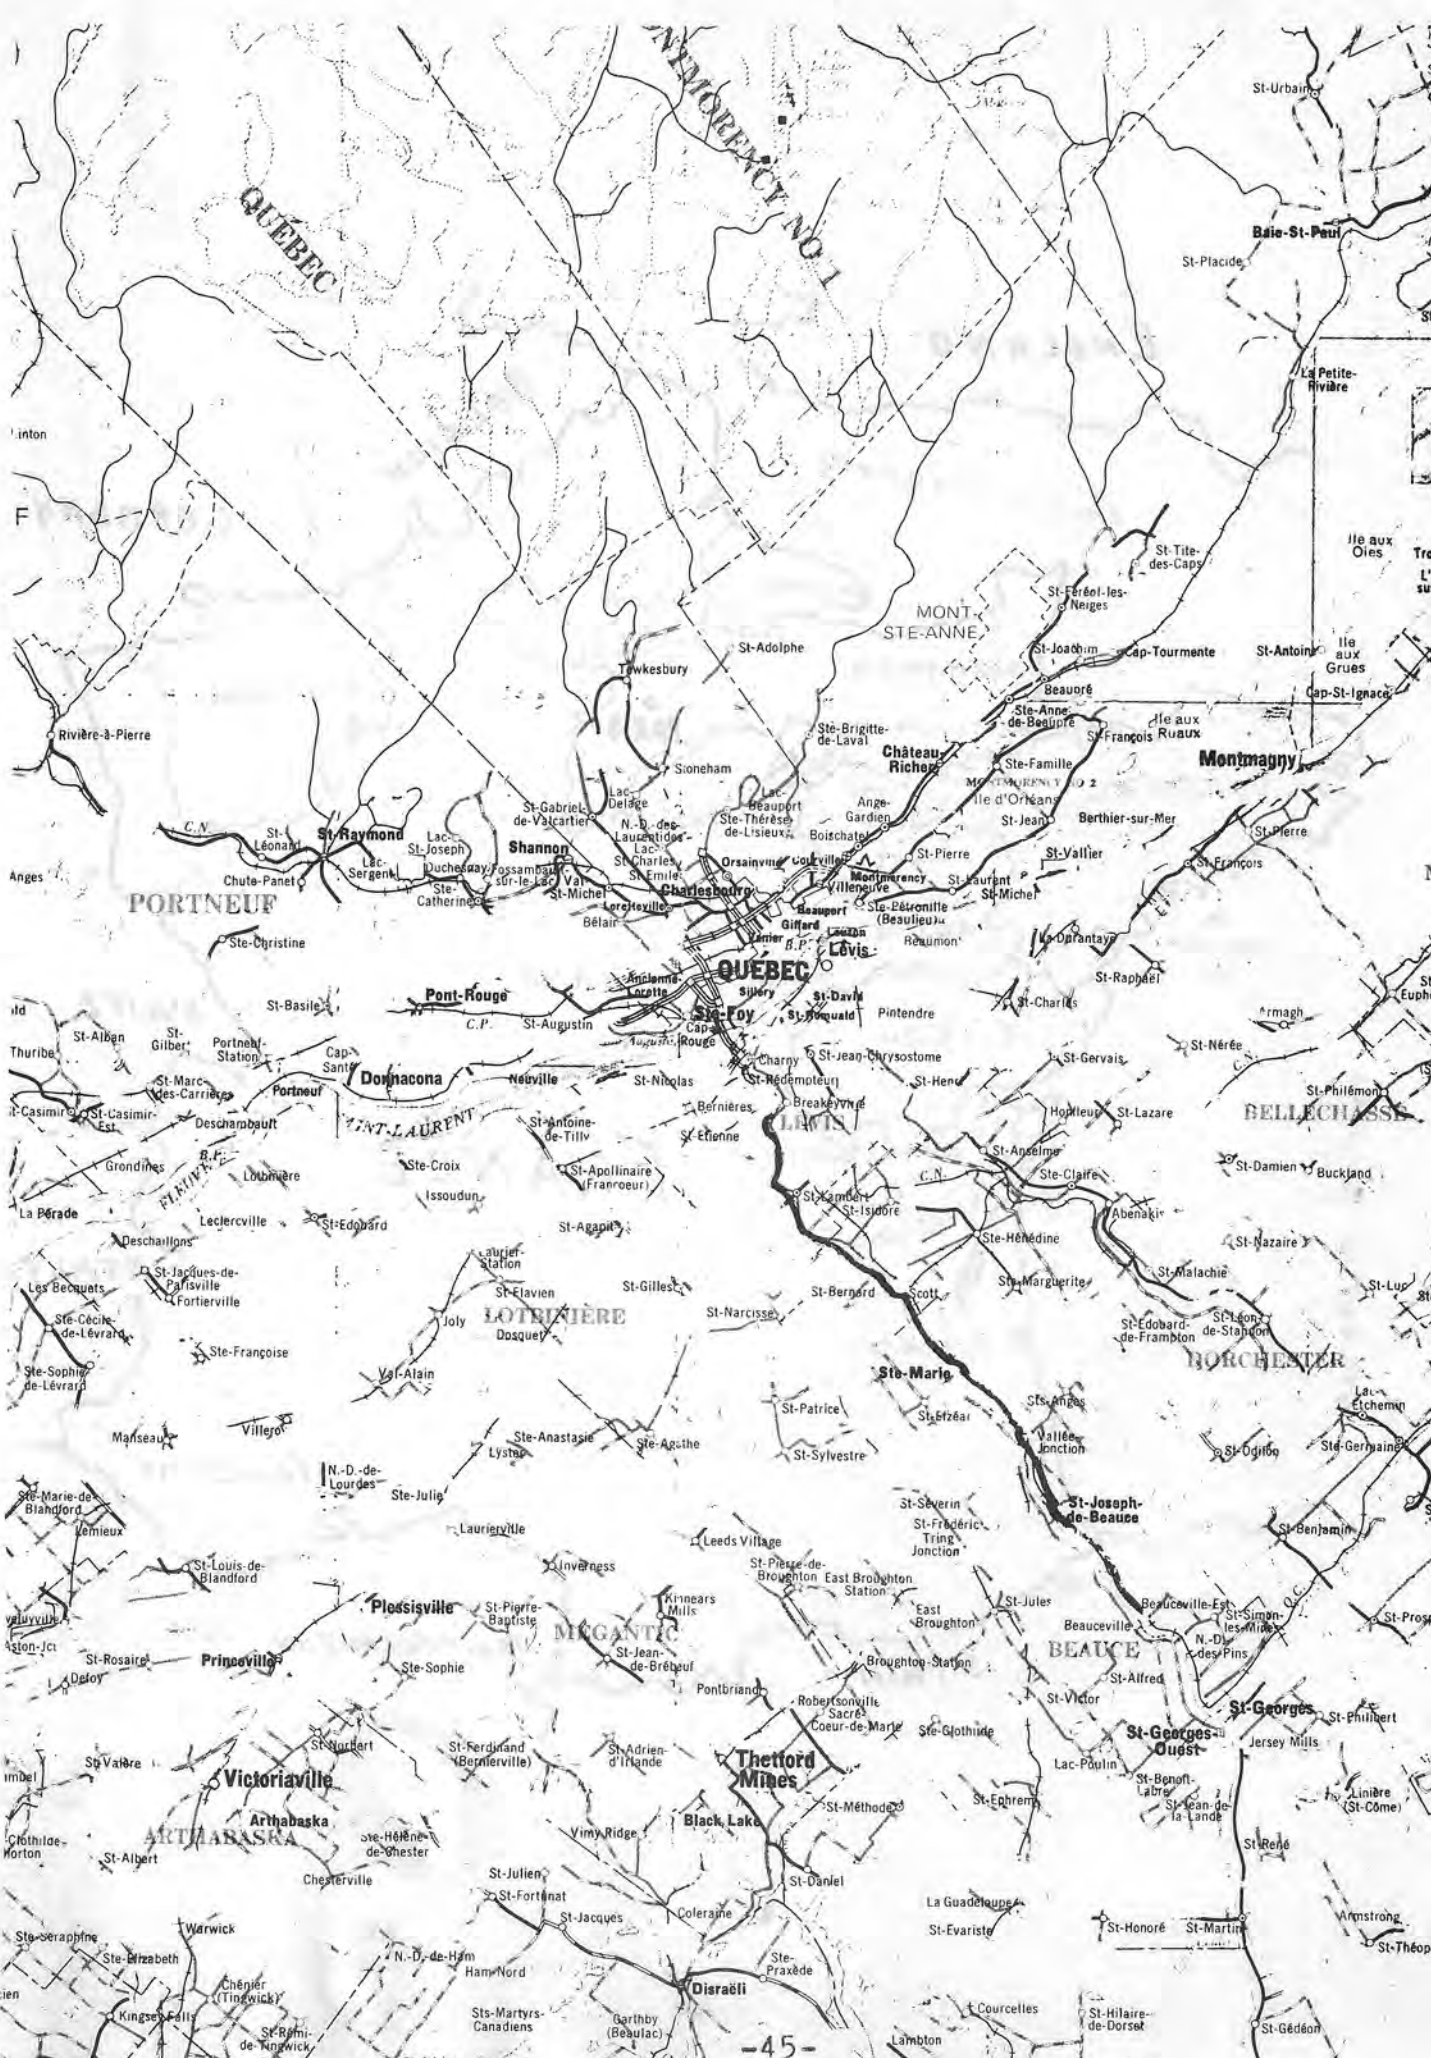 MONTMORENCY NO 1
St-Urbain
QUÉBEC
Baie-St-Paul
St-Placide
La Petite-
Rivière
F
Ile aux
Oies
St-Tite-
des-Caps
St-Féréol-les-
Neiges
MONT-
STE-ANNE
St-Adolphe
St-Joachim
Cap-Tourmente
St-Antoine
Ile
aux
Grues
Tewkesbury
Beaupré
Cap-St-Ignace
Ste-Anne-
de-Beaupré
Ile aux
Ruaux
St-François
Rivière-à-Pierre
Ste-Brigitte-
de-Laval
Château-
Richer
Ste-Famille
Montmagny
Stoneham
MONTMORENCY NO 2
Ile d'Orléans
Lac-
Delage
Lac-
Beauport
St-Gabriel-
de-Valcartier
Ste-Thérèse-
de-Lisieux
Ange-
Gardien
St-Jean
Berthier-sur-Mer
C.N.
St-
Léonard
St-Raymond
Lac-
St-Joseph
N.-D.-des-
Laurentides
Boischatel
St-Pierre
Shannon
Lac-
St-Charles
Orsainville
Courville
St-Pierre
St-Vallier
St-François
Lac-
Sergent
Duchesnay
Fossambault-
sur-le-Lac
Val-
St-Michel
St-Emile
Charlesbourg
Montmorency
Villeneuve
St-Laurent
St-Michel
Anges
Chute-Panet
Ste-
Catherine
PORTNEUF
Loretteville
Beauport
Ste-Pétronille
(Beaulieu)
Bélair
Giffard
Ste-Christine
Vanier
B.P.
Lauzon
Lévis
Beaumont
La Durantaye
QUÉBEC
Ancienne-
Lorette
Sillery
St-Raphaël
Pont-Rouge
St-David
St-Basile
C.P.
St-Augustin
Ste-Foy
St-Romuald
Pintendre
St-Charles
Armagh
Cap-
Rouge
St-Alban
St-
Gilbert
Portneuf-
Station
Cap-
Santé
Thuribe
Charny
St-Jean-Chrysostome
St-Gervais
St-Nérée
C.N.
St-Marc-
des-Carrières
Portneuf
Donnacona
Neuville
St-Nicolas
St-Rédempteur
St-Henri
St-Philémon
St-Casimir
St-Casimir-
Est
Deschambault
SAINT-LAURENT
Bernières
Breakeyville
Honfleur
St-Lazare
BELLECHASSE
St-Antoine-
de-Tilly
LÉVIS
St-Etienne
B.P.
FLEUVE
Grondines
Lotbinière
Ste-Croix
St-Apollinaire
(Francoeur)
St-Anselme
C.N.
Ste-Claire
St-Damien
Buckland
Issoudun
St-Lambert
St-Isidore
La Pérade
Leclercville
St-Edouard
St-Agapit
Abénakis
Deschaillons
Ste-Hénédine
St-Nazaire
Laurier-
Station
St-Jacques-de-
Parisville
Fortierville
Les Becquets
St-Flavien
St-Gilles
St-Bernard
Scott
Ste-Marguerite
St-Malachie
St-Luc
Ste-Cécile-
de-Lévrard
Joly
LOTBINIÈRE
Dosquet
St-Narcisse
St-Edouard-
de-Frampton
St-Léon-
de-Standon
Ste-Françoise
DORCHESTER
Ste-Sophie-
de-Lévrard
Val-Alain
Ste-Marie
Lac-
Etchemin
Manseau
Villeroy
St-Patrice
St-Elzéar
Sts-Anges
Ste-Anastasie
Lyster
Ste-Agathe
St-Sylvestre
Vallée-
Jonction
St-Odilon
Ste-Germaine
N.-D.-de-
Lourdes
Ste-Julie
Ste-Marie-de-
Blandford
Lemieux
St-Séverin
St-Joseph-
de-Beauce
Laurierville
Leeds Village
St-Frédéric
Tring
Jonction
St-Benjamin
St-Louis-de-
Blandford
Inverness
St-Pierre-de-
Broughton
East Broughton
Station
Plessisville
St-Pierre-
Baptiste
Kinnears
Mills
East
Broughton
St-Jules
Beauceville-Est
St-Simon-
les-Mines
Q.C.
Beauceville
MÉGANTIC
Aston-Jct
BEAUCE
N.-D.-
des-Pins
St-Rosaire
Princeville
Ste-Sophie
St-Jean-
de-Brébeuf
Broughton-Station
Defoy
St-Alfred
Pontbriand
Robertsonville
Sacré-
Coeur-de-Marie
St-Victor
St-Georges
St-Philibert
Ste-Clothilde
St-Georges-
Ouest
Jersey Mills
St-Norbert
St-Valère
St-Ferdinand
(Bernierville)
St-Adrien-
d'Irlande
Thetford
Mines
Lac-Poulin
Victoriaville
St-Benoît-
Labre
Arthabaska
St-Méthode
St-Ephrem
St-Jean-de-
la-Lande
Linière
(St-Côme)
Black Lake
ARTHABASKA
Clothilde-
Horton
Ste-Hélène-
de-Chester
Vimy Ridge
St-René
St-Albert
Chesterville
St-Julien
St-Daniel
St-Fortunat
La Guadeloupe
Coleraine
St-Jacques
Warwick
St-Evariste
St-Honoré
St-Martin
Armstrong
Ste-Séraphine
Ste-Elizabeth
N.-D.-de-Ham
Ham-Nord
Ste-
Praxède
Chénier
(Tingwick)
Disraëli
Kingsey Falls
Sts-Martyrs-
Canadiens
Garthby
(Beaulac)
Courcelles
St-Hilaire-
de-Dorset
St-Gédéon
St-Rémi-
de-Tingwick
Lambton
-45-